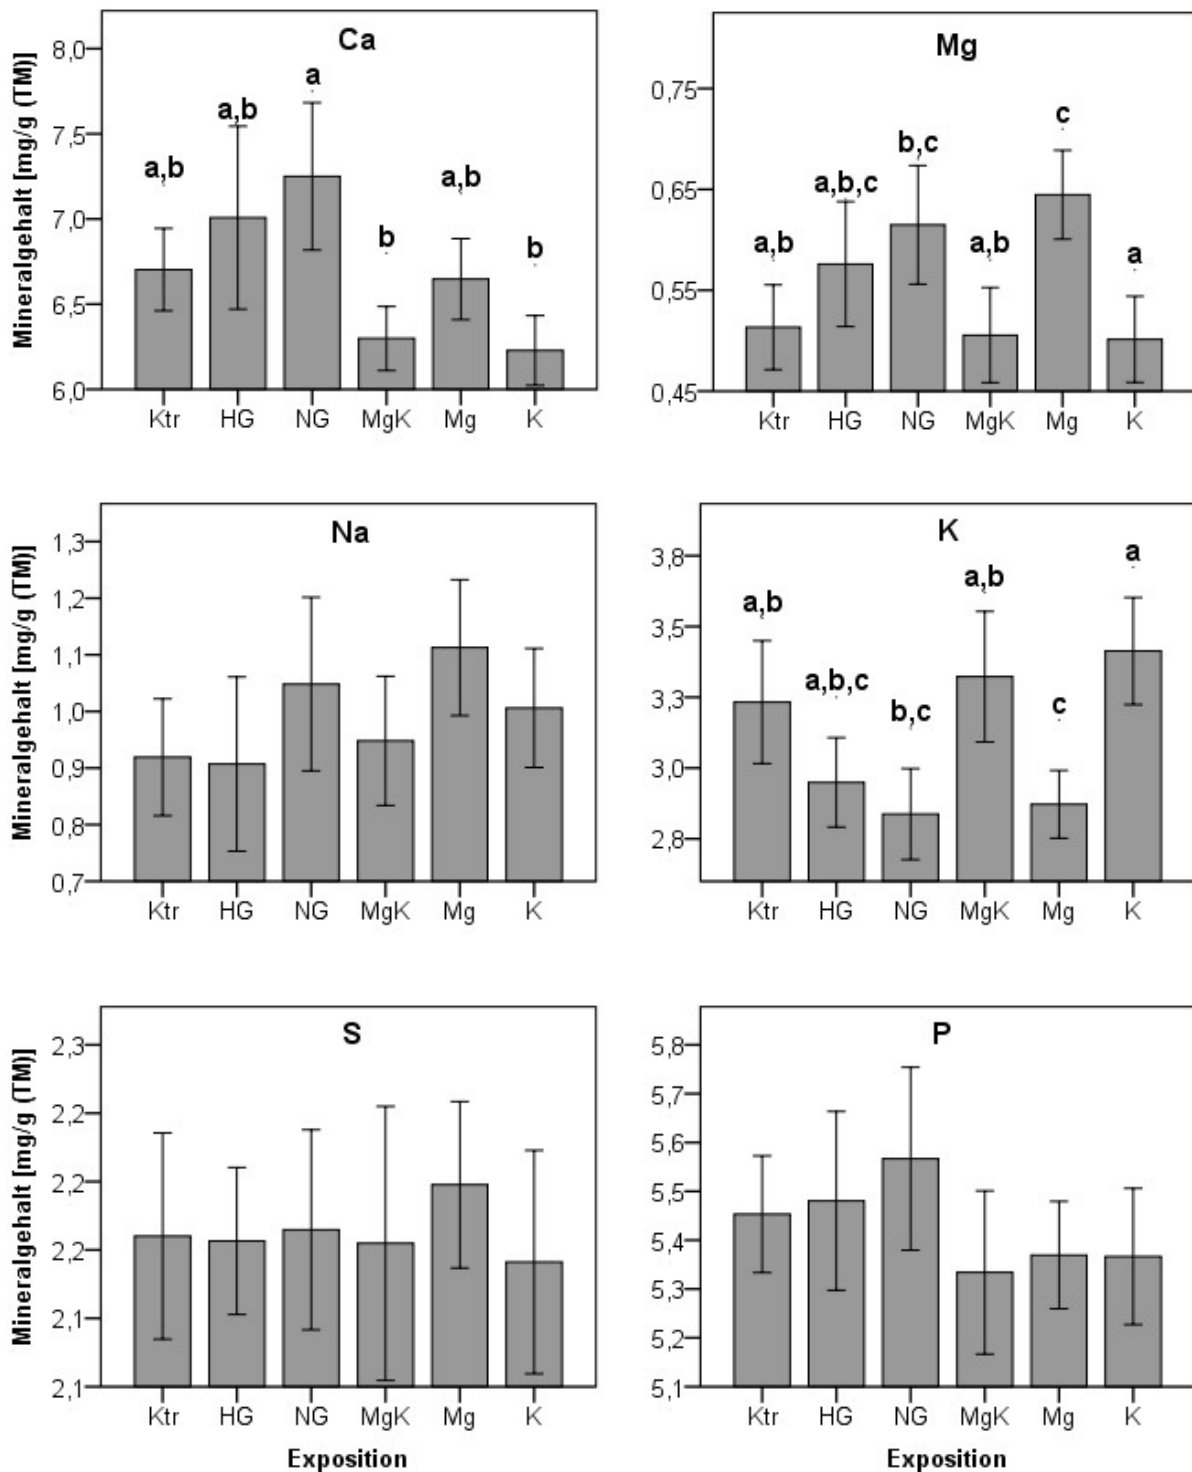 Ca
Mineralgehalt [mg/g (TM)]
8,0
7,5
7,0
6,5
6,0
a,b
a,b
a
b
a,b
b
Ktr HG NG MgK Mg K
Mg
0,75
0,65
0,55
0,45
a,b
a,b,c
b,c
a,b
c
a
Ktr HG NG MgK Mg K
Na
Mineralgehalt [mg/g (TM)]
1,3
1,2
1,1
1,0
0,9
0,8
0,7
Ktr HG NG MgK Mg K
K
3,8
3,5
3,3
3,0
2,8
a,b
a,b,c
b,c
a,b
c
a
Ktr HG NG MgK Mg K
S
Mineralgehalt [mg/g (TM)]
2,3
2,2
2,2
2,2
2,1
2,1
Ktr HG NG MgK Mg K
Exposition
P
5,8
5,7
5,6
5,5
5,4
5,3
5,2
5,1
Ktr HG NG MgK Mg K
Exposition